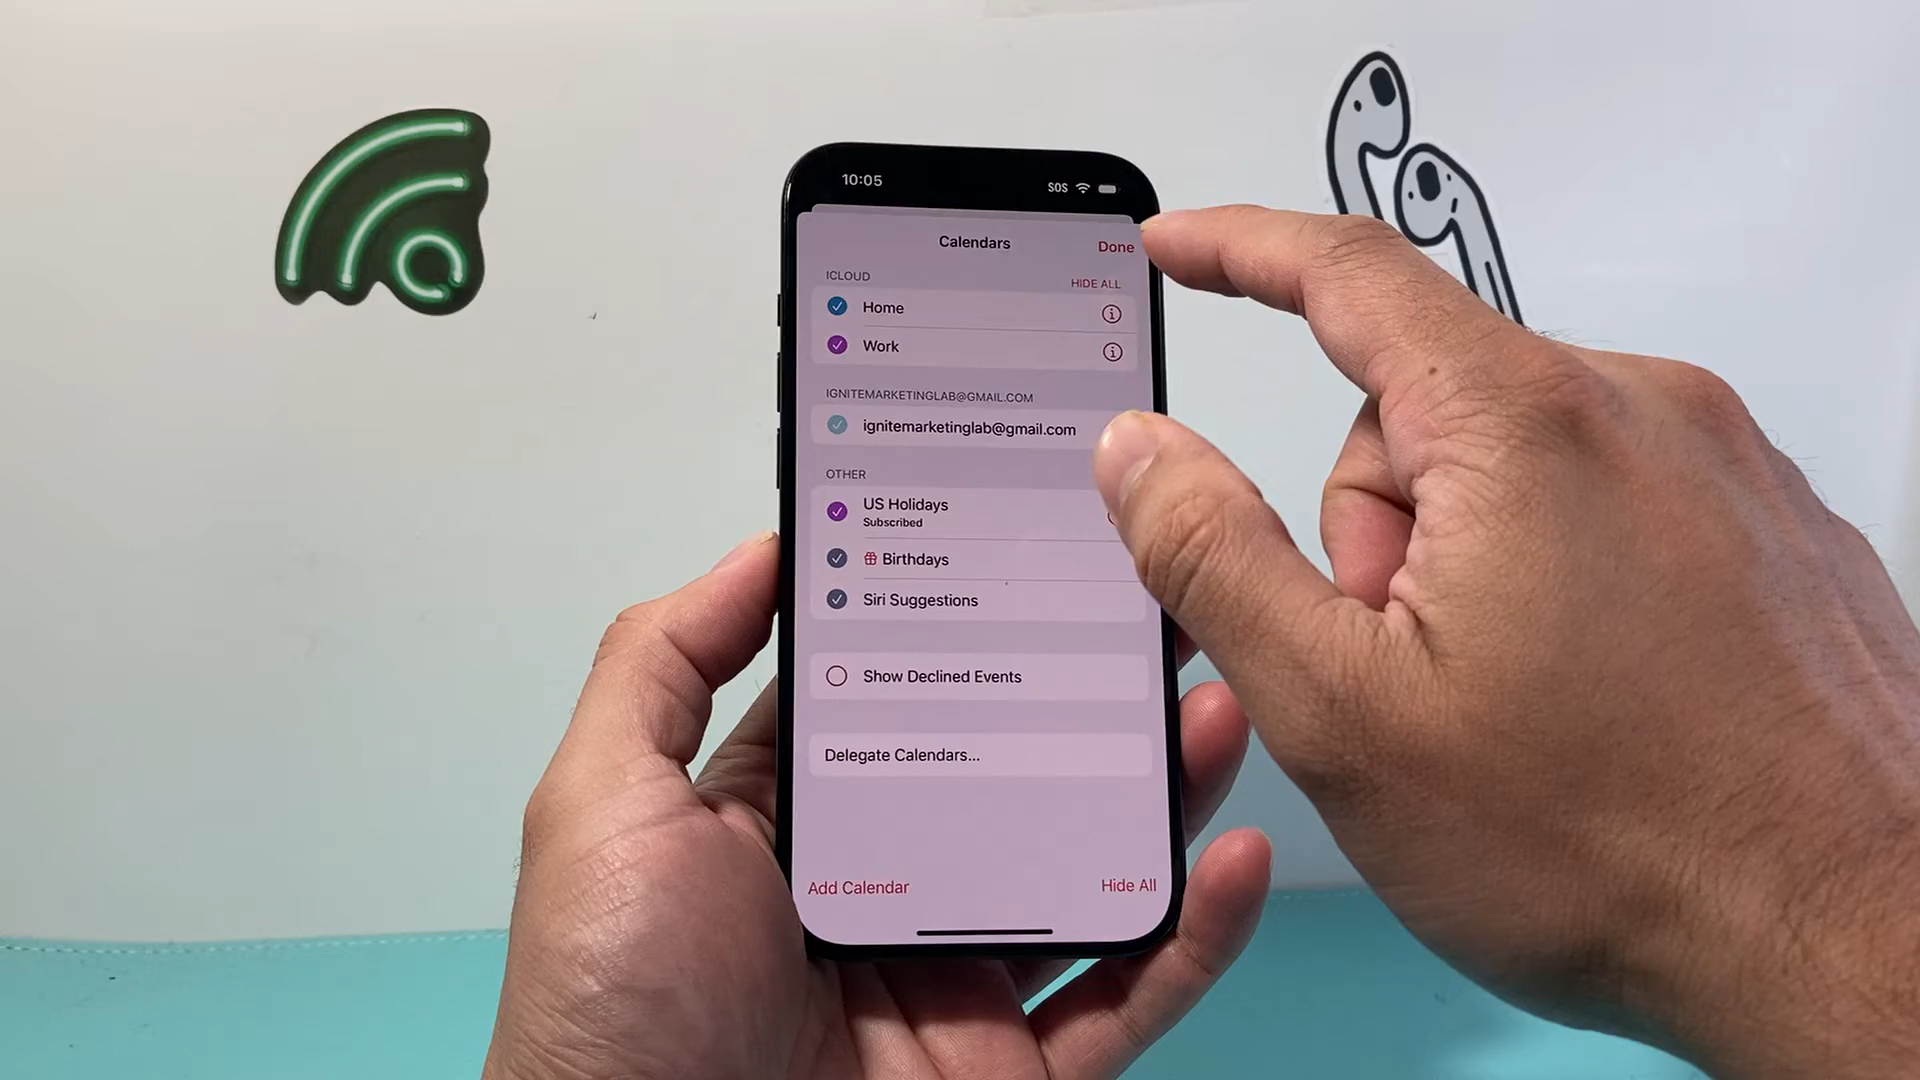 10:05
SOS
Calendars
Done
ICLOUD
HIDE ALL
Home
Work
IGNITEMARKETINGLAB@GMAIL.COM
ignitemarketinglab@gmail.com
OTHER
US Holidays
Subscribed
Birthdays
Siri Suggestions
Show Declined Events
Delegate Calendars...
Add Calendar
Hide All